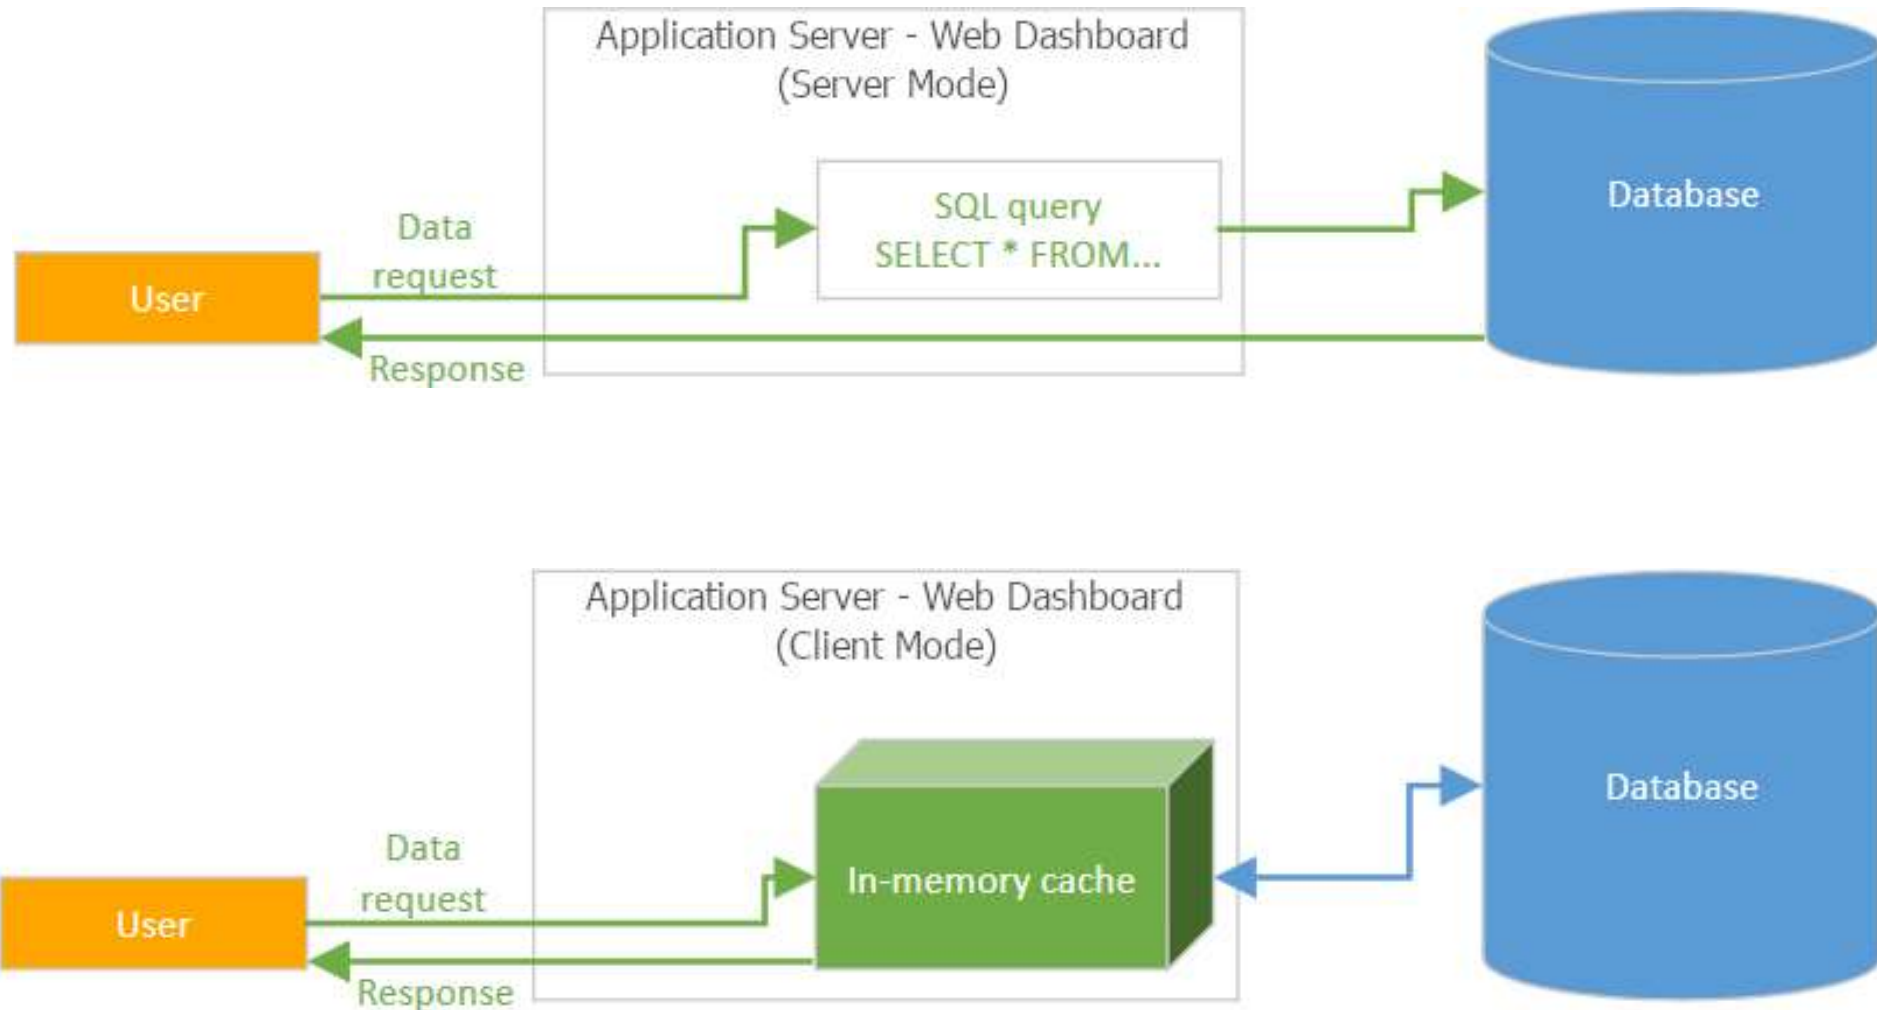 Application Server - Web Dashboard
(Server Mode)
SQL query
SELECT * FROM...
Database
Data
request
User
Response
Application Server - Web Dashboard
(Client Mode)
Database
Data
request
In-memory cache
User
Response